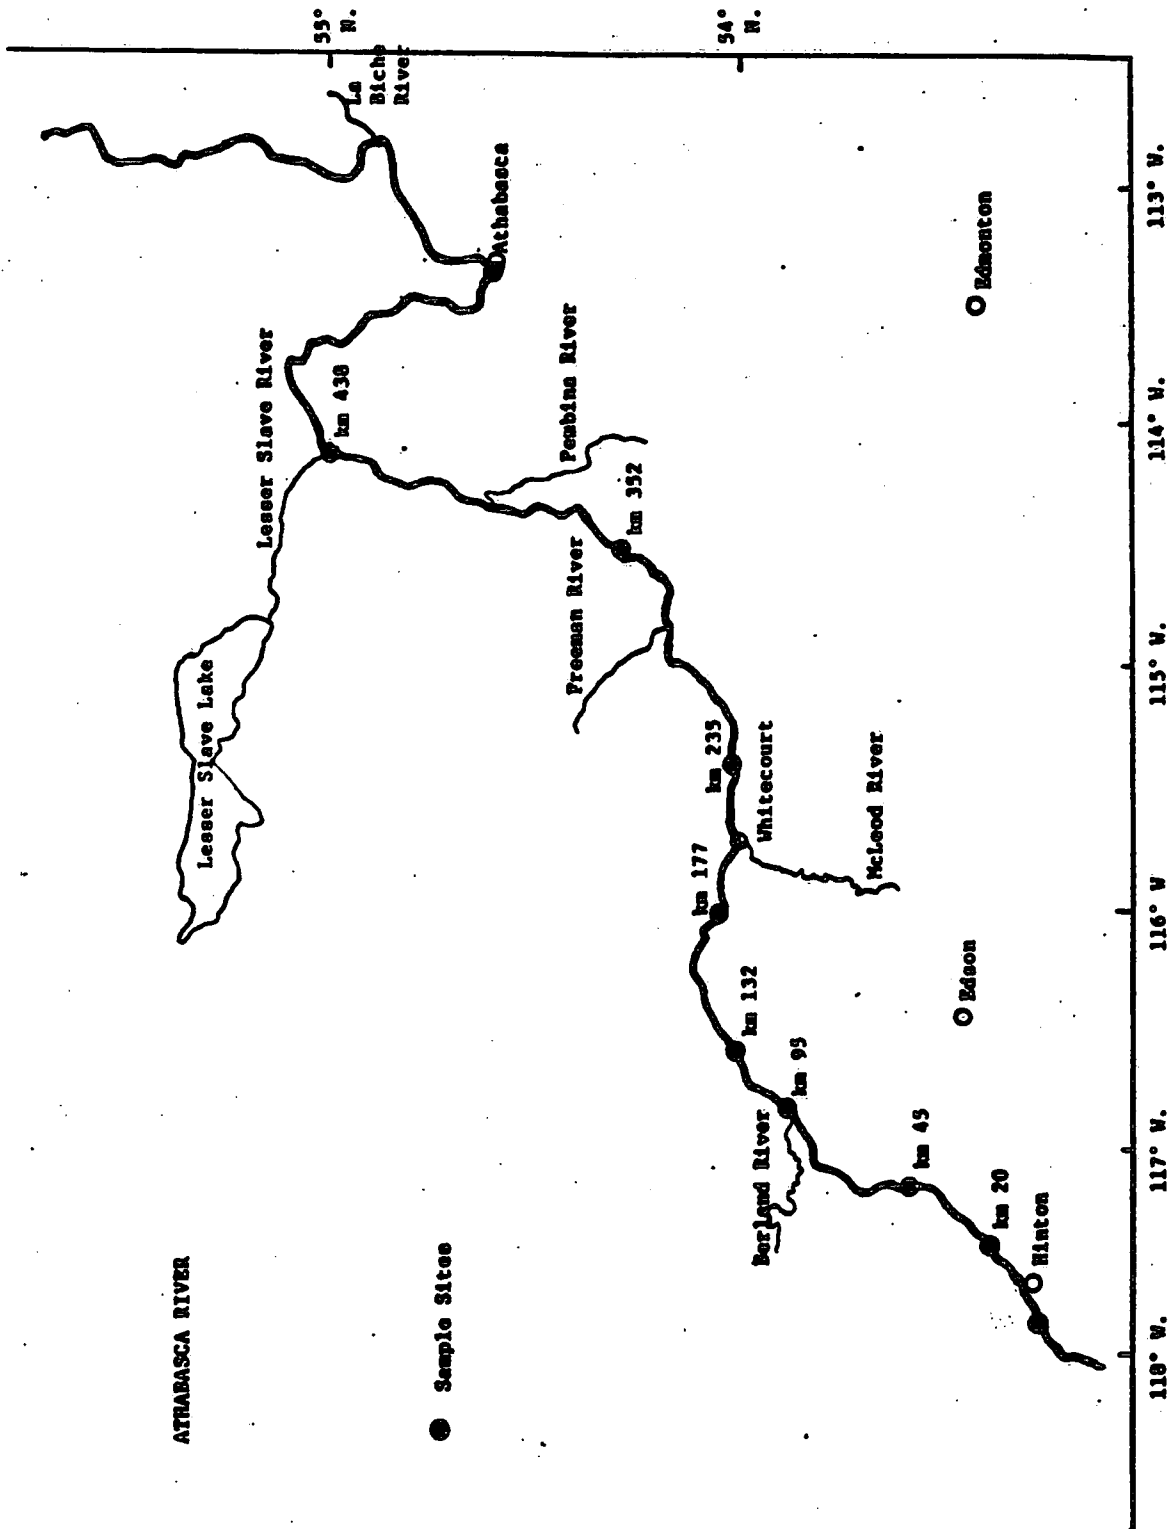 ATHABASCA RIVER
Sample Sites
Lesser Slave Lake
Lesser Slave River
km 438
Athabasca
La
Biche
River
55°
N.
54°
N.
Freeman River
Pembina River
km 352
km 235
Whitecourt
km 177
McLeod River
km 132
km 95
Berland River
km 45
km 20
Hinton
Edson
Edmonton
118° W.
117° W.
116° W
115° W.
114° W.
113° W.